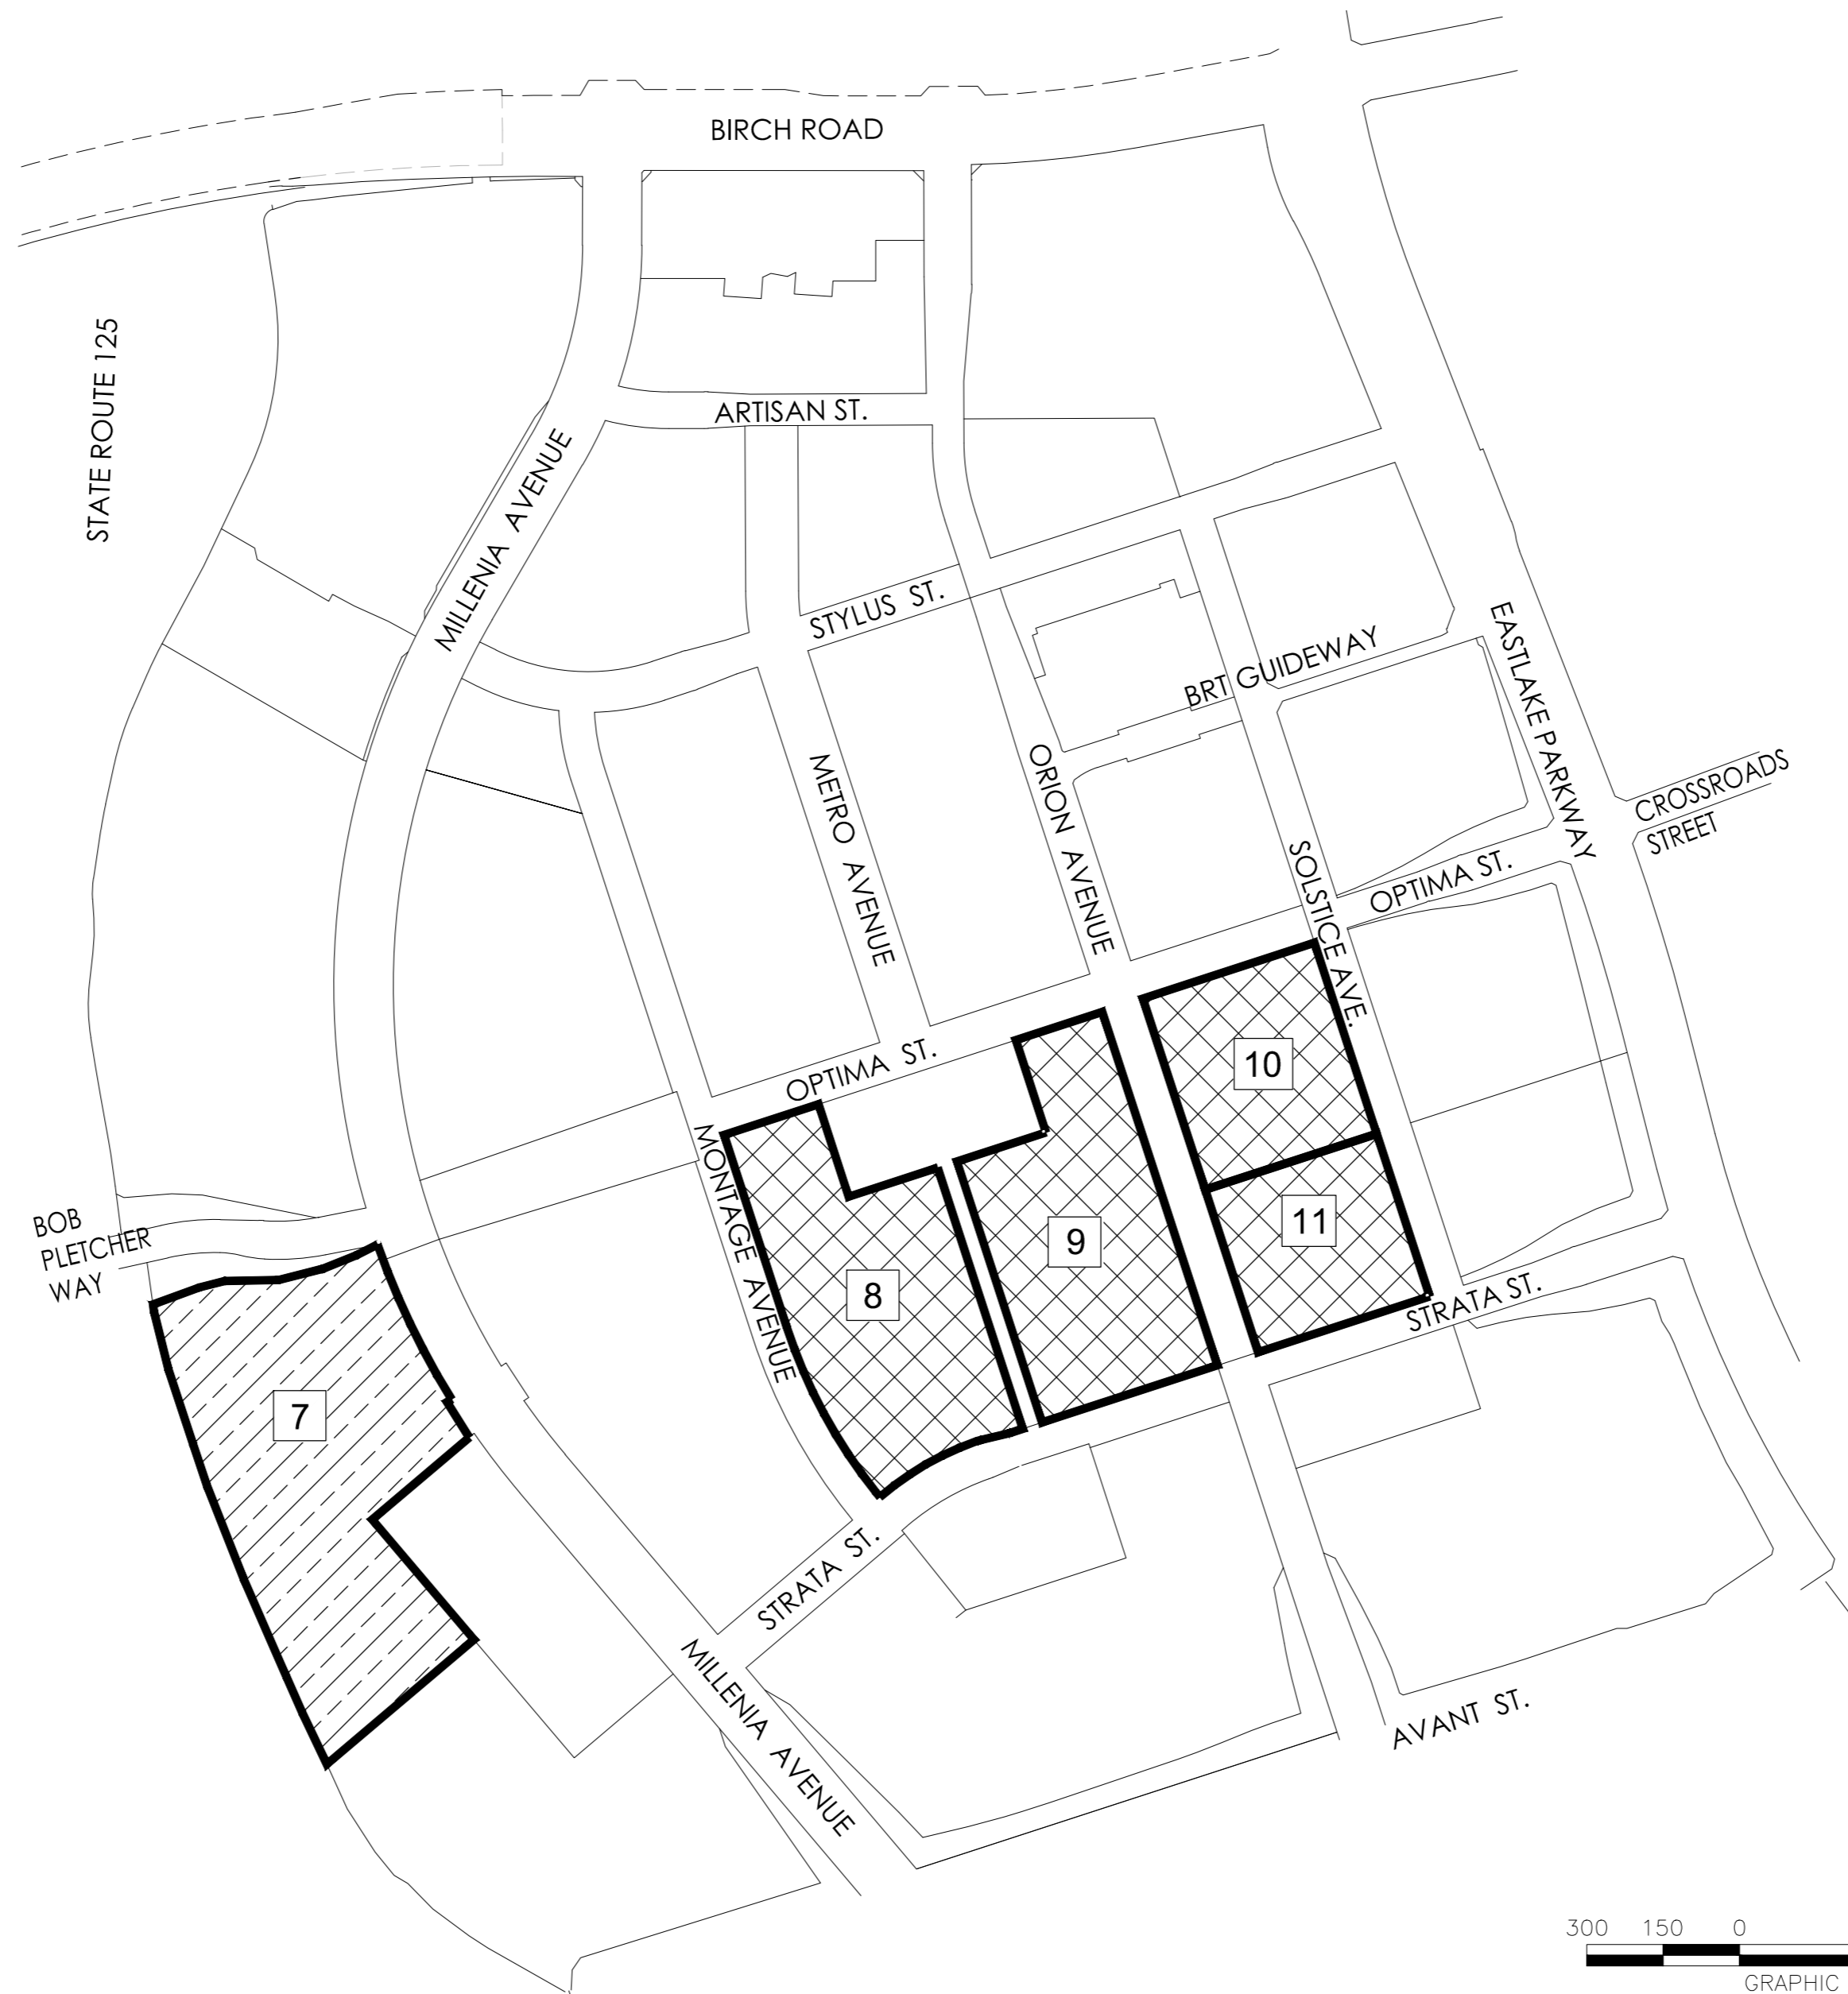 BIRCH ROAD
STATE ROUTE 125
ARTISAN ST.
MILLENIA AVENUE
STYLUS ST.
BRT GUIDEWAY
EASTLAKE PARKWAY
METRO AVENUE
ORION AVENUE
CROSSROADS
STREET
SOLSTICE AVE.
OPTIMA ST.
OPTIMA ST.
10
MONTAGE AVENUE
BOB
PLETCHER
WAY
11
9
8
STRATA ST.
7
STRATA ST.
MILLENIA AVENUE
AVANT ST.
300 150 0
GRAPHIC